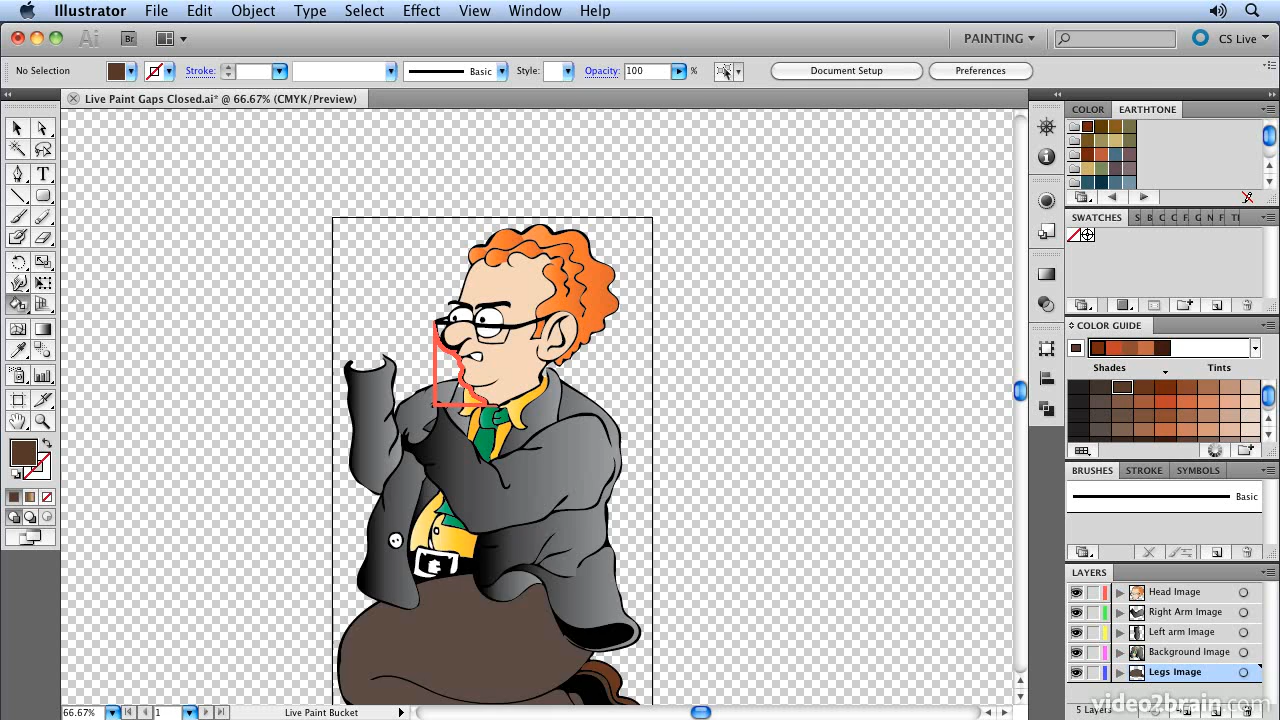 Illustrator File Edit Object Type Select Effect View Window Help
Ai Br PAINTING CS Live
No Selection Stroke: Basic Style: Opacity: 100 % Document Setup Preferences
Live Paint Gaps Closed.ai* @ 66.67% (CMYK/Preview)
COLOR EARTHTONE
SWATCHES S C C F G N F TI
COLOR GUIDE
Shades Tints
BRUSHES STROKE SYMBOLS
Basic
LAYERS
Head Image
Right Arm Image
Left arm Image
Background Image
Legs Image
5 Layers
66.67% 1 Live Paint Bucket
video2brain.com